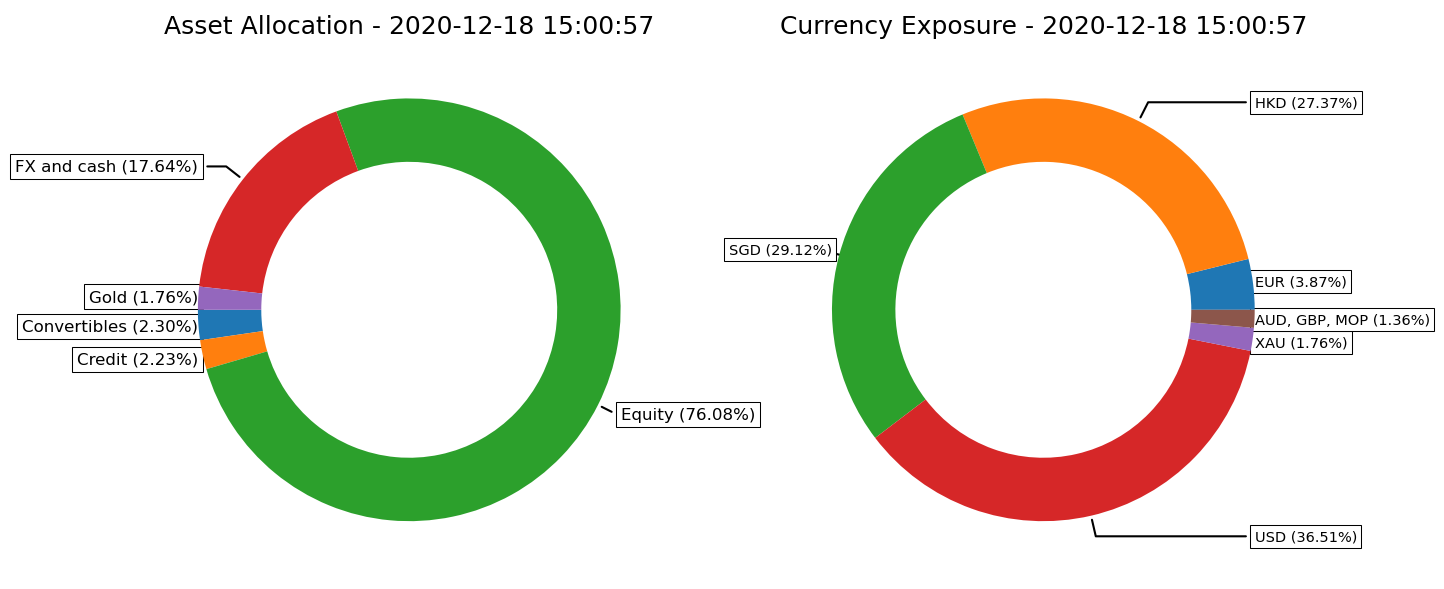 Asset Allocation - 2020-12-18 15:00:57
FX and cash (17.64%)
Gold (1.76%)
Convertibles (2.30%)
Credit (2.23%)
Equity (76.08%)
Currency Exposure - 2020-12-18 15:00:57
HKD (27.37%)
SGD (29.12%)
EUR (3.87%)
AUD, GBP, MOP (1.36%)
XAU (1.76%)
USD (36.51%)